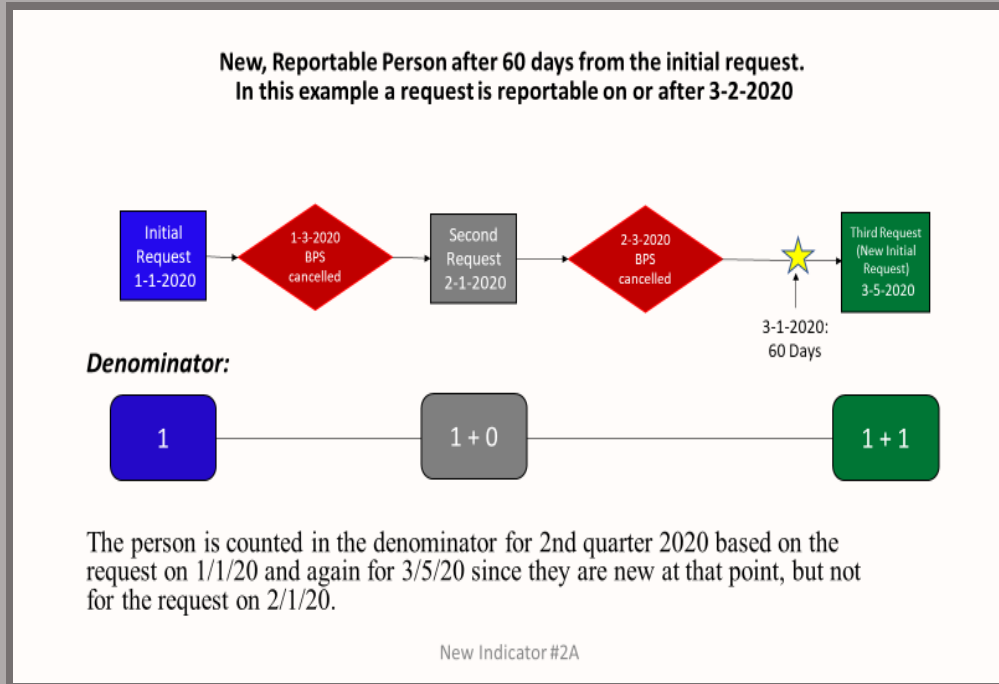 New, Reportable Person after 60 days from the initial request.
In this example a request is reportable on or after 3-2-2020
Initial
Request
1-1-2020
1-3-2020
BPS
cancelled
Second
Request
2-1-2020
2-3-2020
BPS
cancelled
Third Request
(New Initial
Request)
3-5-2020
3-1-2020:
60 Days
Denominator:
1
1 + 0
1 + 1
The person is counted in the denominator for 2nd quarter 2020 based on the
request on 1/1/20 and again for 3/5/20 since they are new at that point, but not
for the request on 2/1/20.
New Indicator #2A